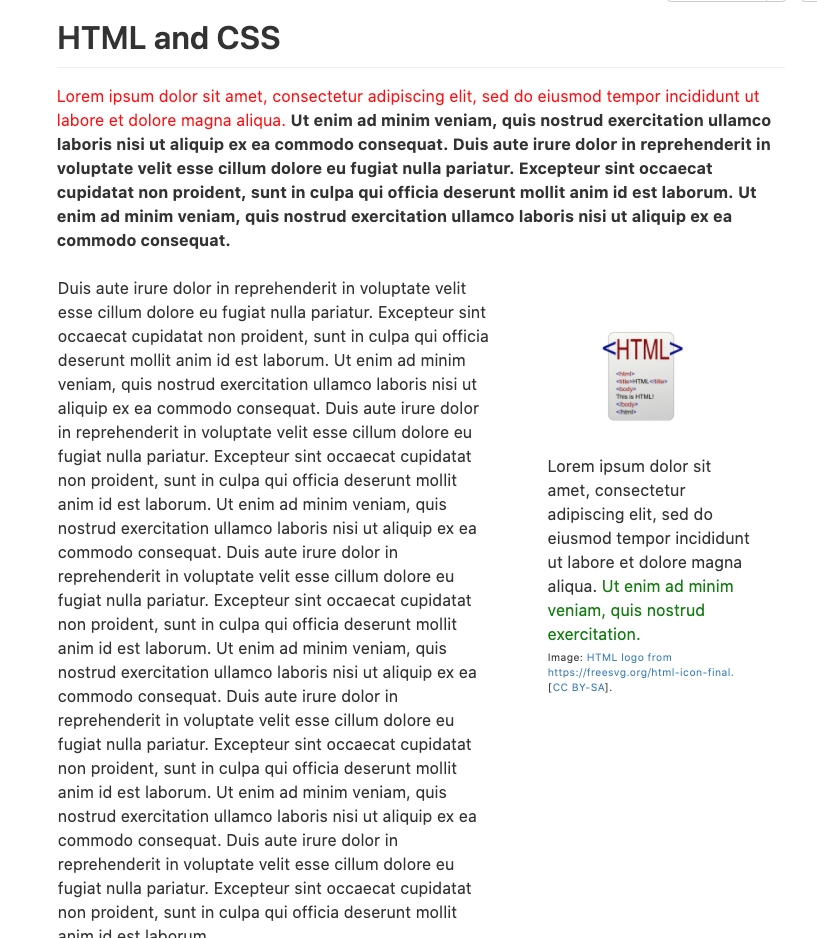 HTML and CSS
Lorem ipsum dolor sit amet, consectetur adipiscing elit, sed do eiusmod tempor incididunt ut
labore et dolore magna aliqua. Ut enim ad minim veniam, quis nostrud exercitation ullamco
laboris nisi ut aliquip ex ea commodo consequat. Duis aute irure dolor in reprehenderit in
voluptate velit esse cillum dolore eu fugiat nulla pariatur. Excepteur sint occaecat
cupidatat non proident, sunt in culpa qui officia deserunt mollit anim id est laborum. Ut
enim ad minim veniam, quis nostrud exercitation ullamco laboris nisi ut aliquip ex ea
commodo consequat.
Duis aute irure dolor in reprehenderit in voluptate velit
esse cillum dolore eu fugiat nulla pariatur. Excepteur sint
occaecat cupidatat non proident, sunt in culpa qui officia
deserunt mollit anim id est laborum. Ut enim ad minim
veniam, quis nostrud exercitation ullamco laboris nisi ut
aliquip ex ea commodo consequat. Duis aute irure dolor
in reprehenderit in voluptate velit esse cillum dolore eu
fugiat nulla pariatur. Excepteur sint occaecat cupidatat
non proident, sunt in culpa qui officia deserunt mollit
anim id est laborum. Ut enim ad minim veniam, quis
nostrud exercitation ullamco laboris nisi ut aliquip ex ea
commodo consequat. Duis aute irure dolor in
reprehenderit in voluptate velit esse cillum dolore eu
fugiat nulla pariatur. Excepteur sint occaecat cupidatat
non proident, sunt in culpa qui officia deserunt mollit
anim id est laborum. Ut enim ad minim veniam, quis
nostrud exercitation ullamco laboris nisi ut aliquip ex ea
commodo consequat. Duis aute irure dolor in
reprehenderit in voluptate velit esse cillum dolore eu
fugiat nulla pariatur. Excepteur sint occaecat cupidatat
non proident, sunt in culpa qui officia deserunt mollit
anim id est laborum. Ut enim ad minim veniam, quis
nostrud exercitation ullamco laboris nisi ut aliquip ex ea
commodo consequat. Duis aute irure dolor in
reprehenderit in voluptate velit esse cillum dolore eu
fugiat nulla pariatur. Excepteur sint occaecat cupidatat
non proident, sunt in culpa qui officia deserunt mollit
anim id est laborum.
<HTML>
<html>
<title>HTML</title>
<body>
This is HTML!
</body>
</html>
Lorem ipsum dolor sit
amet, consectetur
adipiscing elit, sed do
eiusmod tempor incididunt
ut labore et dolore magna
aliqua. Ut enim ad minim
veniam, quis nostrud
exercitation.
Image: HTML logo from
https://freesvg.org/html-icon-final.
[CC BY-SA].